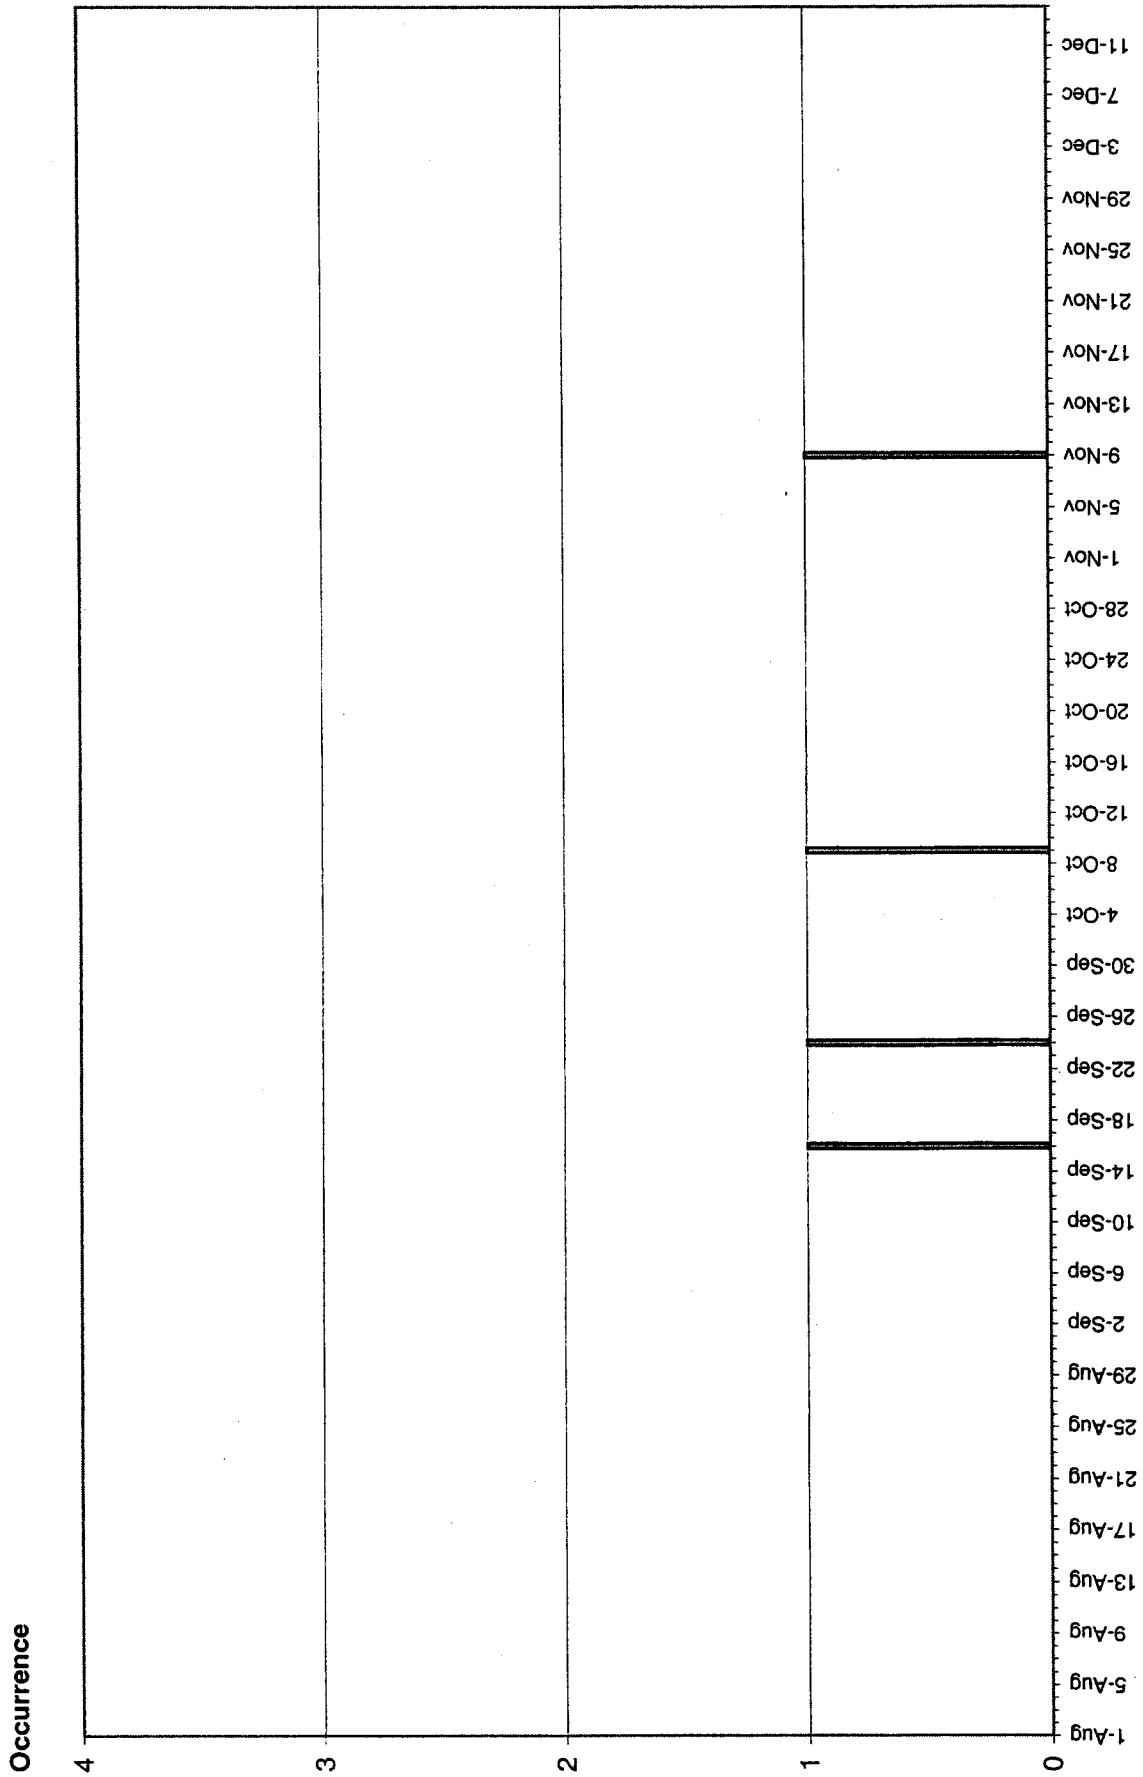 Occurrence
4
3
2
1
0
1-Aug
5-Aug
9-Aug
13-Aug
17-Aug
21-Aug
25-Aug
29-Aug
2-Sep
6-Sep
10-Sep
14-Sep
18-Sep
22-Sep
26-Sep
30-Sep
4-Oct
8-Oct
12-Oct
16-Oct
20-Oct
24-Oct
28-Oct
1-Nov
5-Nov
9-Nov
13-Nov
17-Nov
21-Nov
25-Nov
29-Nov
3-Dec
7-Dec
11-Dec